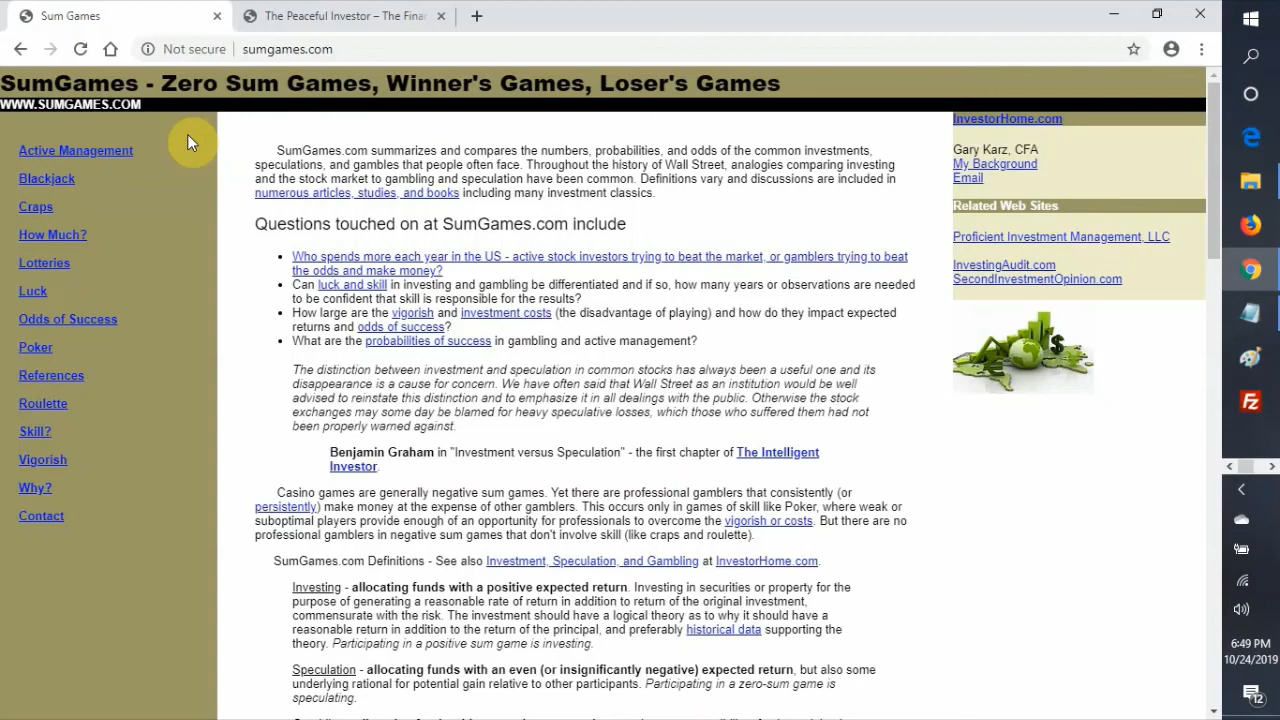 Sum Games
The Peaceful Investor – The Finan
Not secure
sumgames.com
SumGames - Zero Sum Games, Winner's Games, Loser's Games
WWW.SUMGAMES.COM
Active Management
Blackjack
Craps
How Much?
Lotteries
Luck
Odds of Success
Poker
References
Roulette
Skill?
Vigorish
Why?
Contact
SumGames.com summarizes and compares the numbers, probabilities, and odds of the common investments,
speculations, and gambles that people often face. Throughout the history of Wall Street, analogies comparing investing
and the stock market to gambling and speculation have been common. Definitions vary and discussions are included in
numerous articles, studies, and books including many investment classics.
Questions touched on at SumGames.com include
• Who spends more each year in the US - active stock investors trying to beat the market, or gamblers trying to beat
the odds and make money?
• Can luck and skill in investing and gambling be differentiated and if so, how many years or observations are needed
to be confident that skill is responsible for the results?
• How large are the vigorish and investment costs (the disadvantage of playing) and how do they impact expected
returns and odds of success?
• What are the probabilities of success in gambling and active management?
The distinction between investment and speculation in common stocks has always been a useful one and its
disappearance is a cause for concern. We have often said that Wall Street as an institution would be well
advised to reinstate this distinction and to emphasize it in all dealings with the public. Otherwise the stock
exchanges may some day be blamed for heavy speculative losses, which those who suffered them had not
been properly warned against.
Benjamin Graham in "Investment versus Speculation" - the first chapter of The Intelligent
Investor.
Casino games are generally negative sum games. Yet there are professional gamblers that consistently (or
persistently) make money at the expense of other gamblers. This occurs only in games of skill like Poker, where weak or
suboptimal players provide enough of an opportunity for professionals to overcome the vigorish or costs. But there are no
professional gamblers in negative sum games that don't involve skill (like craps and roulette).
SumGames.com Definitions - See also Investment, Speculation, and Gambling at InvestorHome.com.
Investing - allocating funds with a positive expected return. Investing in securities or property for the
purpose of generating a reasonable rate of return in addition to return of the original investment,
commensurate with the risk. The investment should have a logical theory as to why it should have a
reasonable return in addition to the return of the principal, and preferably historical data supporting the
theory. Participating in a positive sum game is investing.
Speculation - allocating funds with an even (or insignificantly negative) expected return, but also some
underlying rational for potential gain relative to other participants. Participating in a zero-sum game is
speculating.
InvestorHome.com
Gary Karz, CFA
My Background
Email
Related Web Sites
Proficient Investment Management, LLC
InvestingAudit.com
SecondInvestmentOpinion.com
6:49 PM
10/24/2019
12